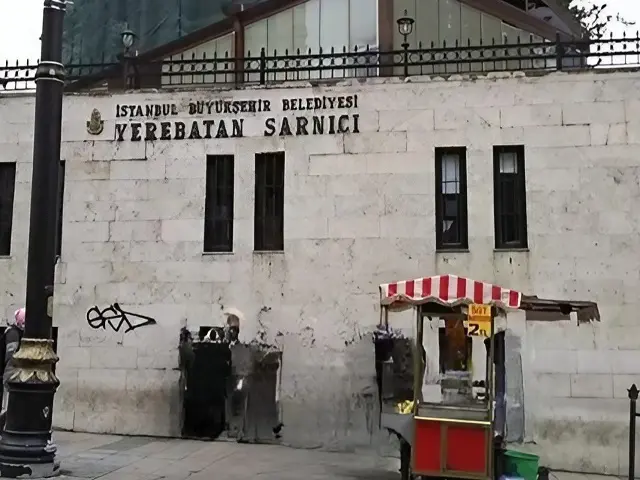 İSTANBUL BÜYÜKŞEHİR BELEDİYESİ
YEREBATAN SARNICI